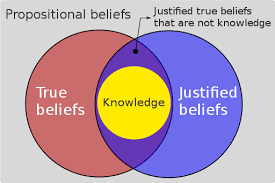 Propositional beliefs
Justified true beliefs
that are not knowledge
True
beliefs
Knowledge
Justified
beliefs